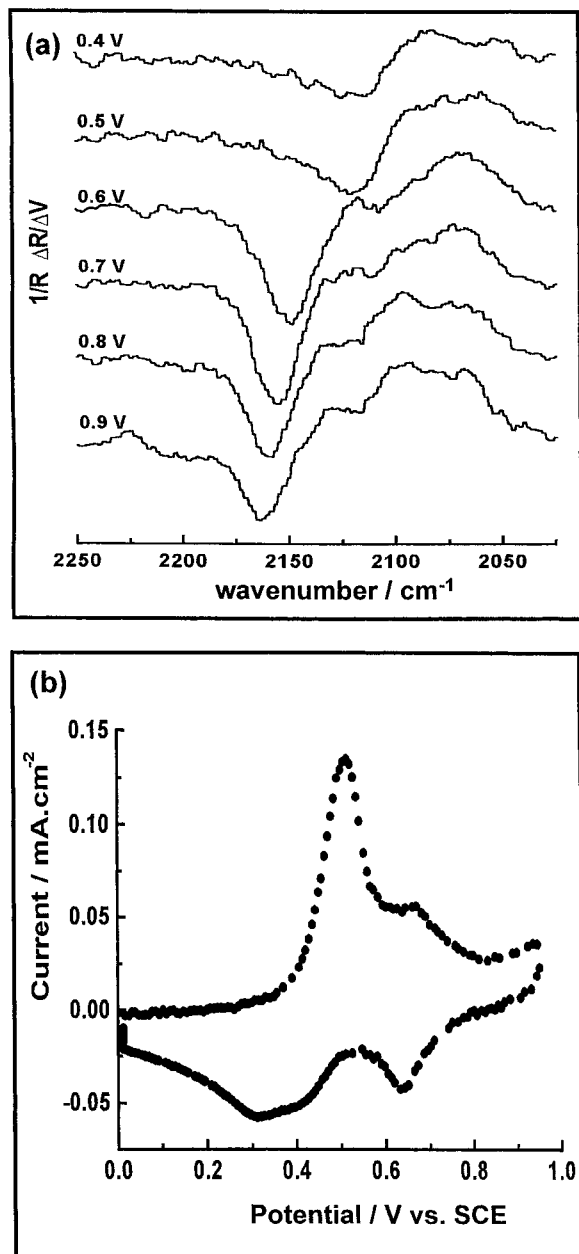 (a)
0.4 V
0.5 V
0.6 V
0.7 V
0.8 V
0.9 V
1/R ΔR/ΔV
2250 2200 2150 2100 2050
wavenumber / cm-1
(b)
0.15
0.10
0.05
0.00
-0.05
Current / mA.cm-2
0.0 0.2 0.4 0.6 0.8 1.0
Potential / V vs. SCE